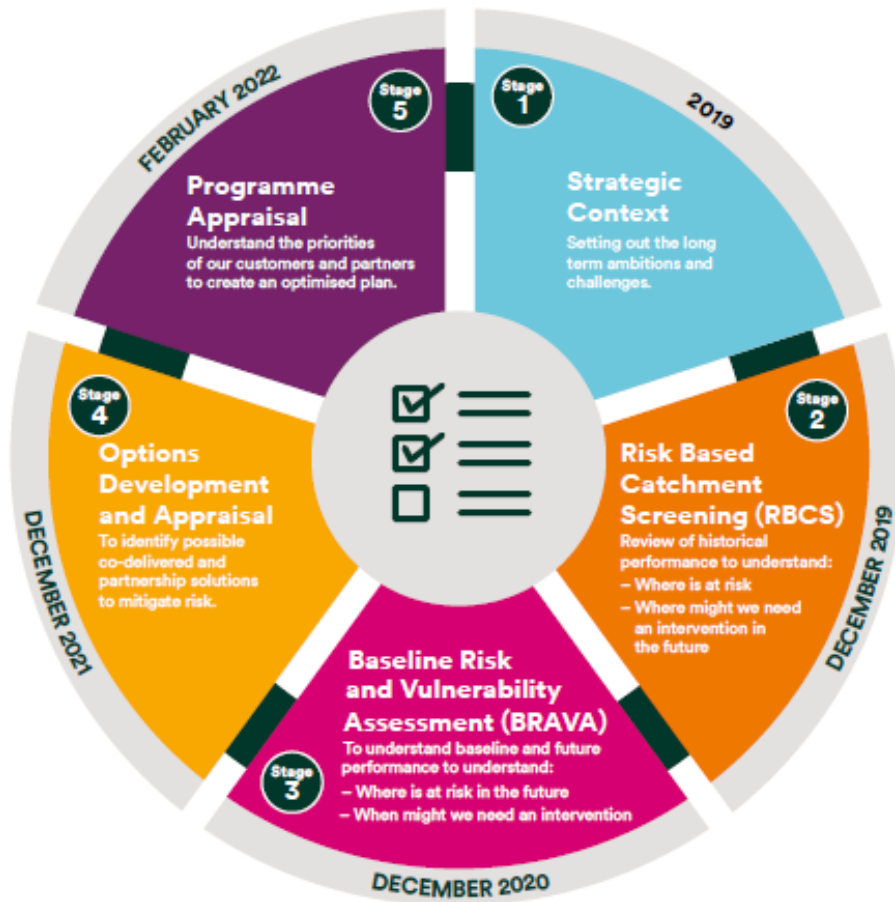 2019
Stage
1
Strategic
Context
Setting out the long
term ambitions and
challenges.
DECEMBER 2019
Stage
2
Risk Based
Catchment
Screening (RBCS)
Review of historical
performance to understand:
– Where is at risk
– Where might we need
an intervention in
the future
DECEMBER 2020
Stage
3
Baseline Risk
and Vulnerability
Assessment (BRAVA)
To understand baseline and future
performance to understand:
– Where is at risk in the future
– When might we need an intervention
DECEMBER 2021
Stage
4
Options
Development
and Appraisal
To identify possible
co-delivered and
partnership solutions
to mitigate risk.
FEBRUARY 2022
Stage
5
Programme
Appraisal
Understand the priorities
of our customers and partners
to create an optimised plan.